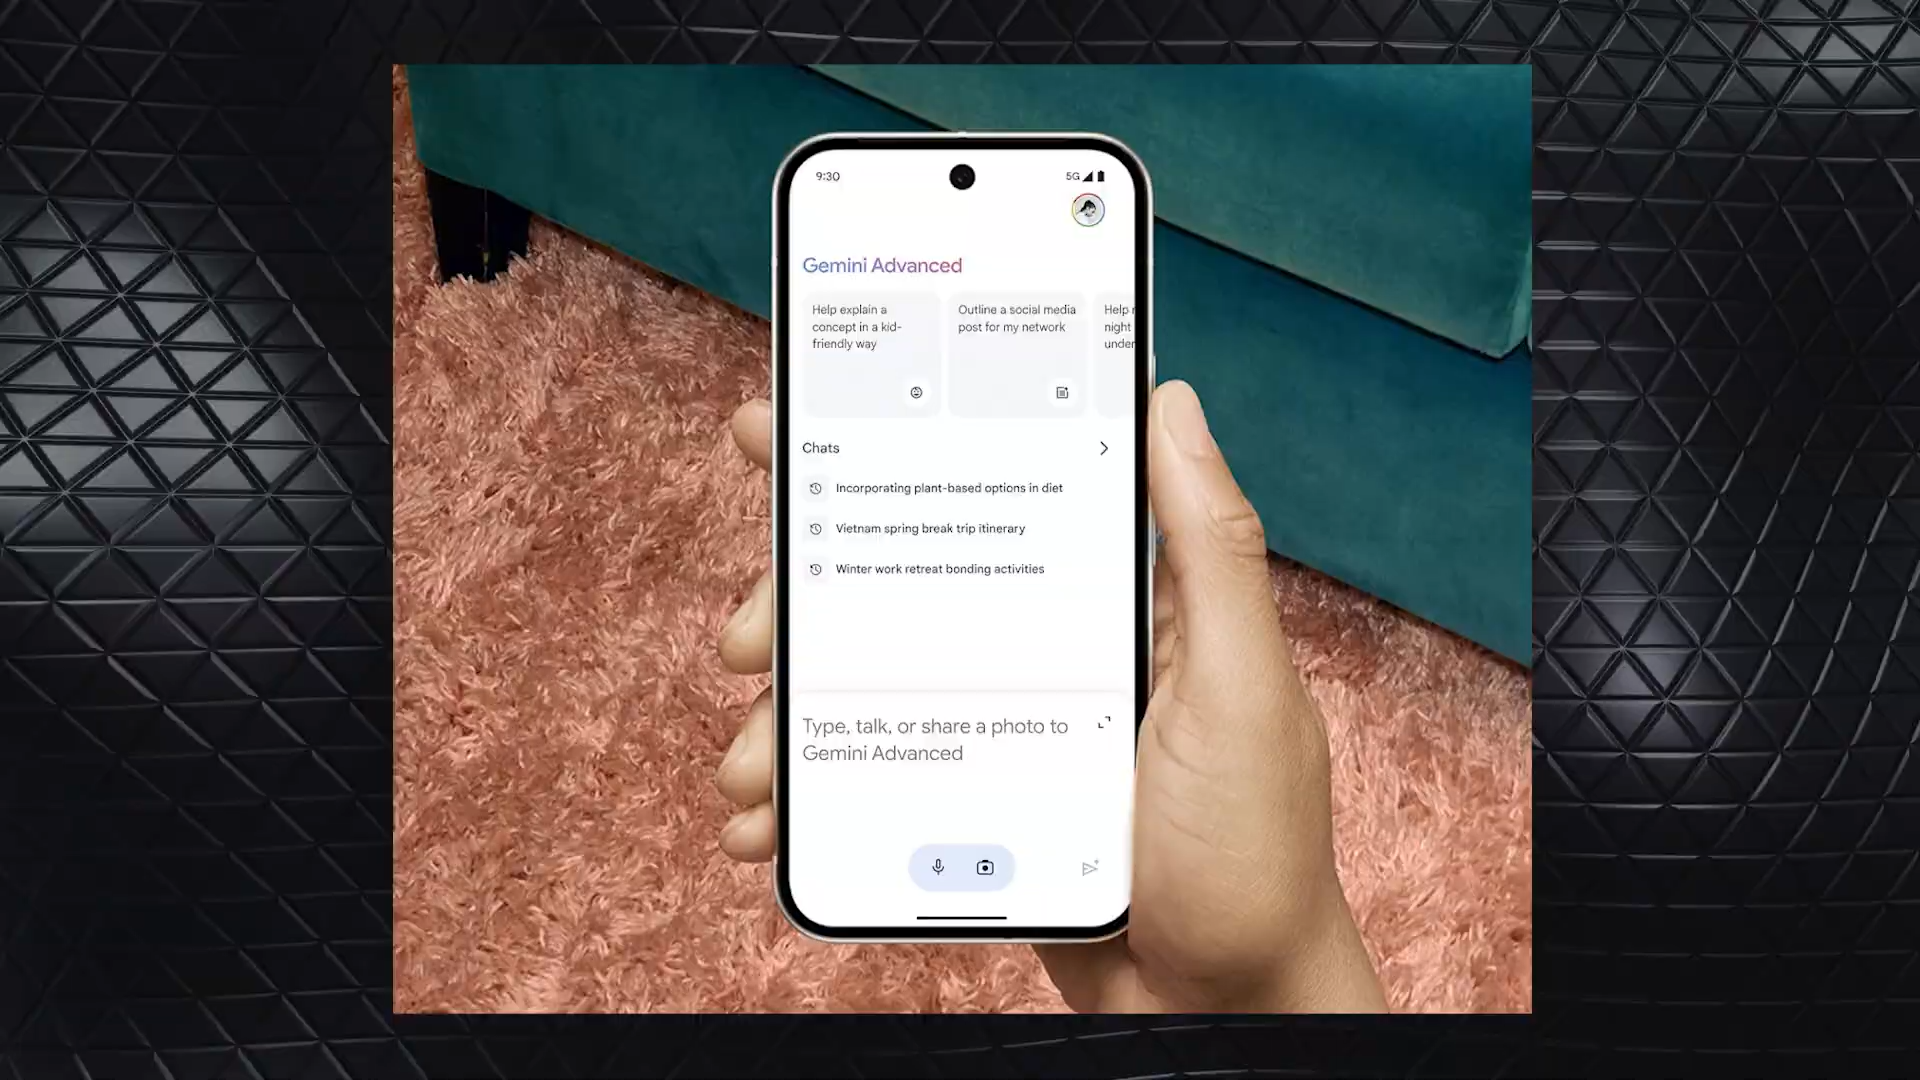 9:30
5G
Gemini Advanced
Help explain a
concept in a kid-
friendly way
Outline a social media
post for my network
Help
night
under
Chats
Incorporating plant-based options in diet
Vietnam spring break trip itinerary
Winter work retreat bonding activities
Type, talk, or share a photo to
Gemini Advanced